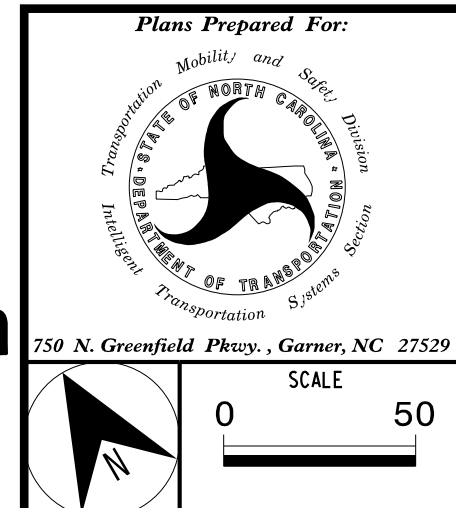 Plans Prepared For:
Transportation Mobility and Safety Division
STATE OF NORTH CAROLINA
DEPARTMENT OF TRANSPORTATION
Intelligent Transportation Systems Section
750 N. Greenfield Pkwy. , Garner, NC 27529
N
SCALE
0 50